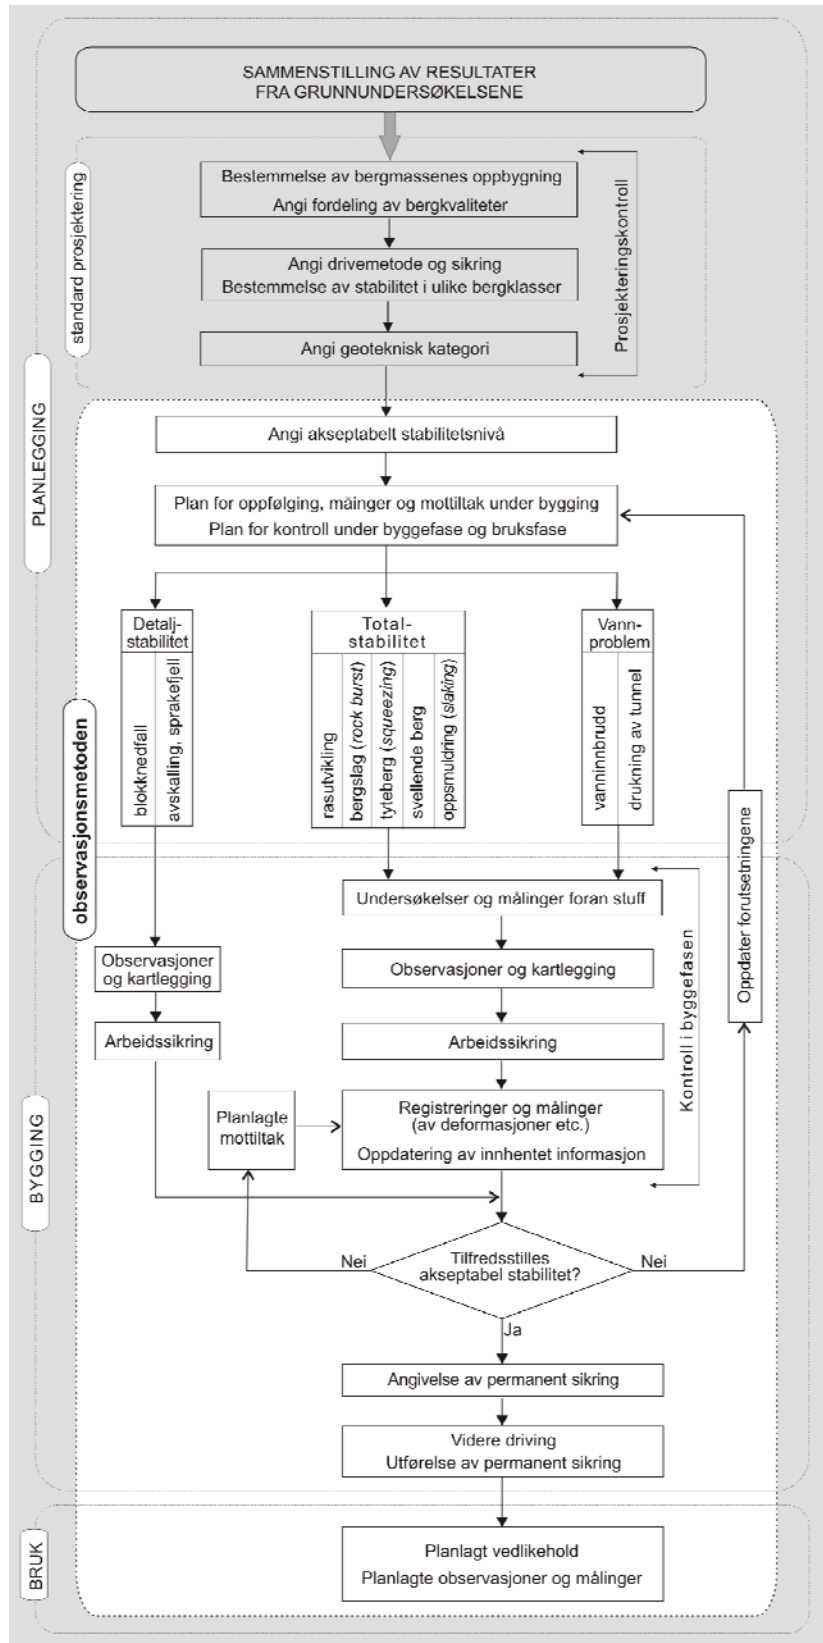 SAMMENSTILLING AV RESULTATER
FRA GRUNNUNDERSØKELSENE
standard prosjektering
Bestemmelse av bergmassenes oppbygning
Angi fordeling av bergkvaliteter
Angi drivemetode og sikring
Bestemmelse av stabilitet i ulike bergklasser
Angi geoteknisk kategori
Prosjekteringskontroll
PLANLEGGING
Angi akseptabelt stabilitetsnivå
Plan for oppfølging, måinger og mottiltak under bygging
Plan for kontroll under byggefase og bruksfase
Detalj-
stabilitet
blokknedfall
avskalling, sprakefjell
Total-
stabilitet
rasutvikling
bergslag (rock burst)
tyteberg (squeezing)
svellende berg
oppsmuldring (slaking)
Vann-
problem
vanninnbrudd
drukning av tunnel
observasjonsmetoden
Oppdater forutsetningene
Undersøkelser og målinger foran stuff
Observasjoner
og kartlegging
Observasjoner og kartlegging
Arbeidssikring
Arbeidssikring
Kontroll i byggefasen
BYGGING
Planlagte
mottiltak
Registreringer og målinger
(av deformasjoner etc.)
Oppdatering av innhentet informasjon
Nei
Tilfredsstilles
akseptabel stabilitet?
Nei
Ja
Angivelse av permanent sikring
Videre driving
Utførelse av permanent sikring
BRUK
Planlagt vedlikehold
Planlagte observasjoner og målinger